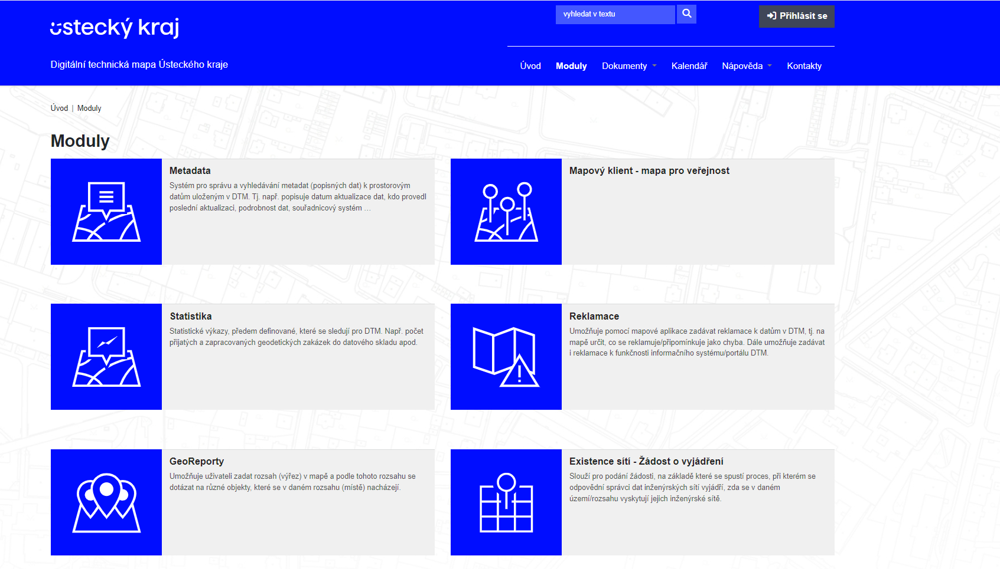 ústecký kraj
vyhledat v textu
Přihlásit se
Digitální technická mapa Ústeckého kraje
Úvod Moduly Dokumenty Kalendář Nápověda Kontakty
Úvod | Moduly
Moduly
Metadata
Systém pro správu a vyhledávání metadat (popisných dat) k prostorovým
datům uloženým v DTM. Tj. např. popisuje datum aktualizace dat, kdo provedl
poslední aktualizaci, podrobnost dat, souřadnicový systém ...
Mapový klient - mapa pro veřejnost
Statistika
Statistické výkazy, předem definované, které se sledují pro DTM. Např. počet
přijatých a zapracovaných geodetických zakázek do datového skladu apod.
Reklamace
Umožňuje pomocí mapové aplikace zadávat reklamace k datům v DTM, tj. na
mapě určit, co se reklamuje/připomínkuje jako chyba. Dále umožňuje zadávat
i reklamace k funkčnosti informačního systému/portálu DTM.
GeoReporty
Umožňuje uživateli zadat rozsah (výřez) v mapě a podle tohoto rozsahu se
dotázat na různé objekty, které se v daném rozsahu (místě) nacházejí.
Existence sítí - Žádost o vyjádření
Slouží pro podání žádosti, na základě které se spustí proces, při kterém se
odpovědní správci dat inženýrských sítí vyjádří, zda se v daném
území/rozsahu vyskytují jejich inženýrské sítě.